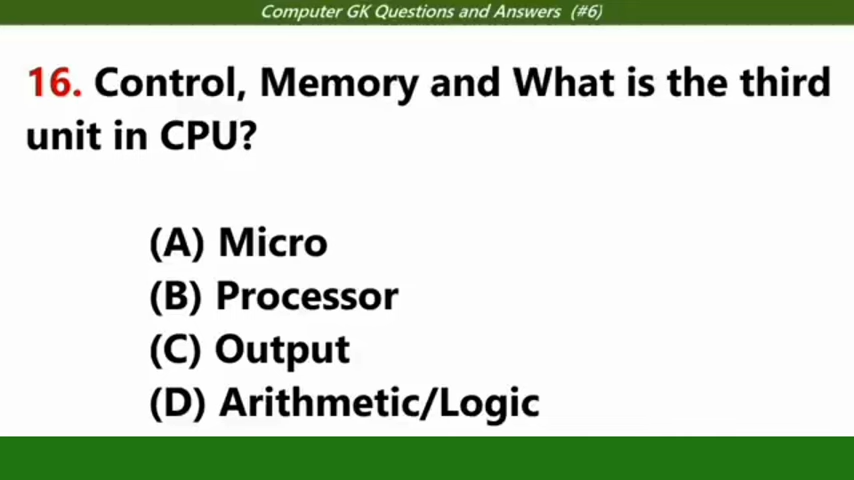 Computer GK Questions and Answers (#6)
16. Control, Memory and What is the third
unit in CPU?
(A) Micro
(B) Processor
(C) Output
(D) Arithmetic/Logic